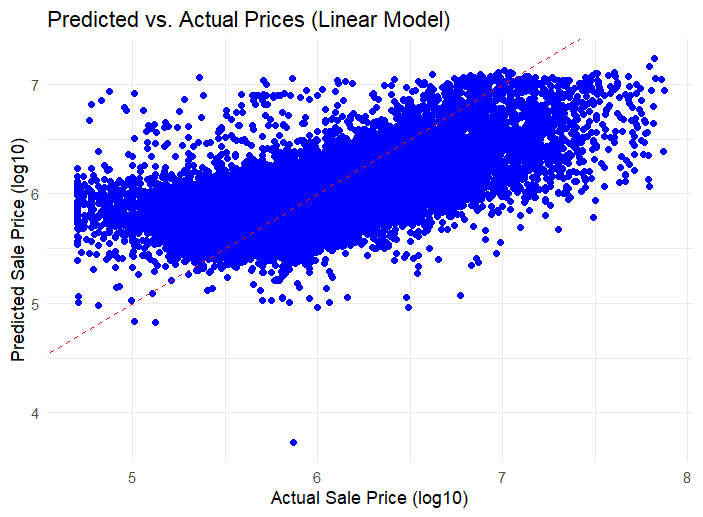 Predicted vs. Actual Prices (Linear Model)
Predicted Sale Price (log10)
7
6
5
4
5 6 7 8
Actual Sale Price (log10)